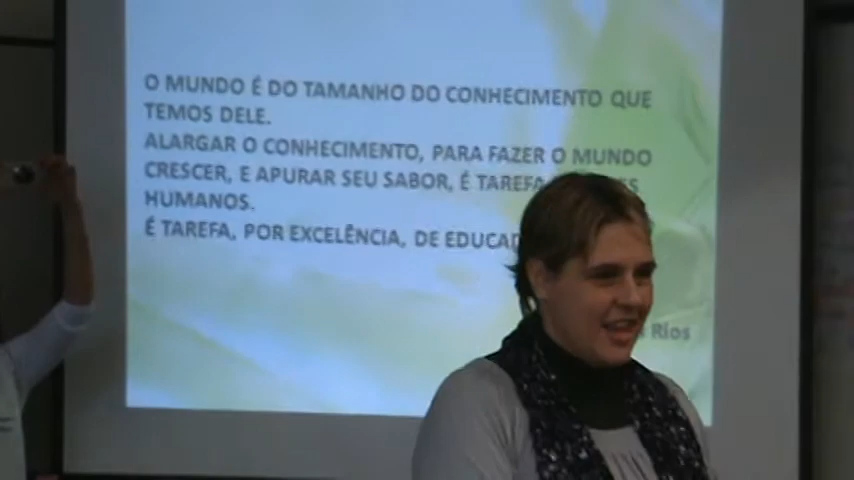 O MUNDO É DO TAMANHO DO CONHECIMENTO QUE
TEMOS DELE.
ALARGAR O CONHECIMENTO, PARA FAZER O MUNDO
CRESCER, E APURAR SEU SABOR, É TAREFA
HUMANOS.
É TAREFA, POR EXCELÊNCIA, DE
Rios